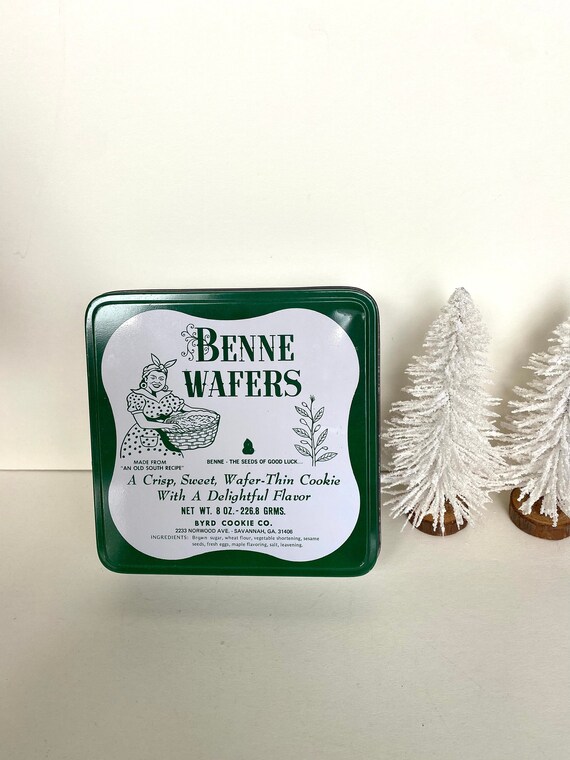 BENNE
WAFERS
MADE FROM
"AN OLD SOUTH RECIPE"
BENNE - THE SEEDS OF GOOD LUCK...
A Crisp, Sweet, Wafer-Thin Cookie
With A Delightful Flavor
NET WT. 8 OZ.-226.8 GRMS.
BYRD COOKIE CO.
2233 NORWOOD AVE. - SAVANNAH, GA. 31406
INGREDIENTS: Brown sugar, wheat flour, vegetable shortening, sesame
seeds, fresh eggs, maple flavoring, salt, leavening.